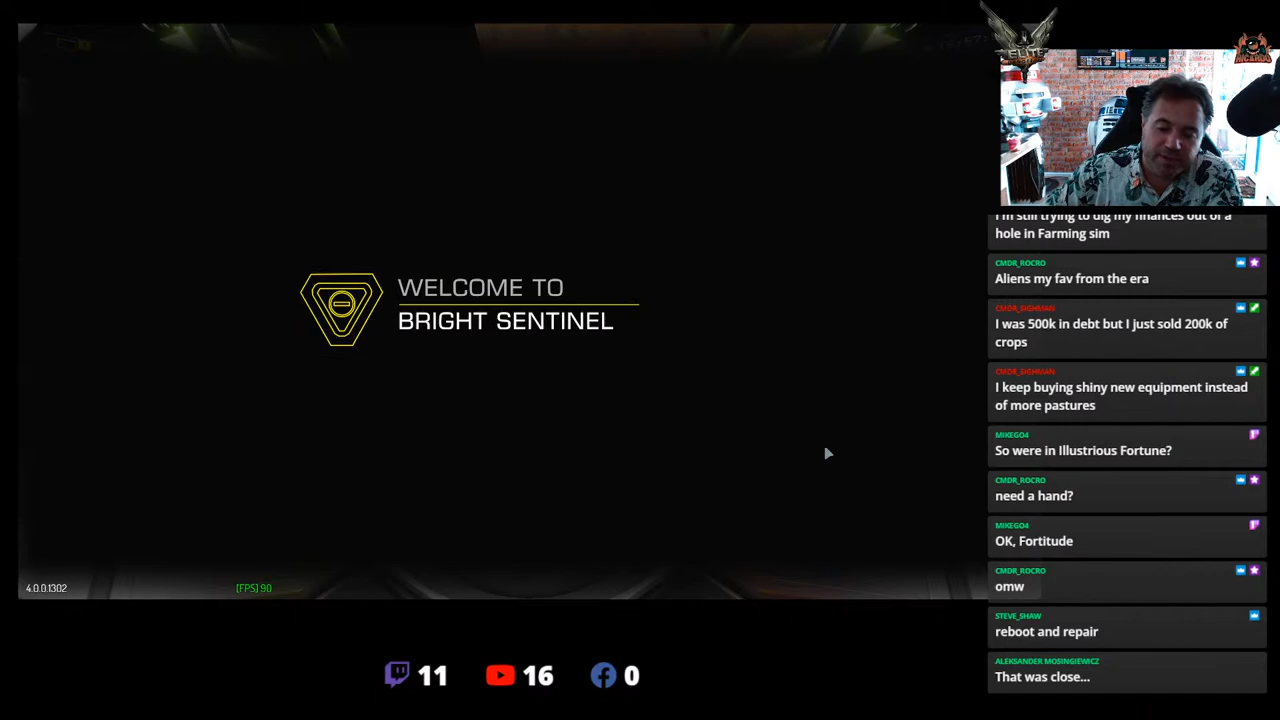 ELITE
WELCOME TO
BRIGHT SENTINEL
4.0.0.1302
[FPS] 90
11
16
0
I'm still trying to dig my finances out of a
hole in Farming sim
CMDR_ROCRO
Aliens my fav from the era
CMDR_SIGHMAN
I was 500k in debt but I just sold 200k of
crops
CMDR_SIGHMAN
I keep buying shiny new equipment instead
of more pastures
MIKEGO4
So were in Illustrious Fortune?
CMDR_ROCRO
need a hand?
MIKEGO4
OK, Fortitude
CMDR_ROCRO
omw
STEVE_SHAW
reboot and repair
ALEKSANDER MOSINGIEWICZ
That was close...